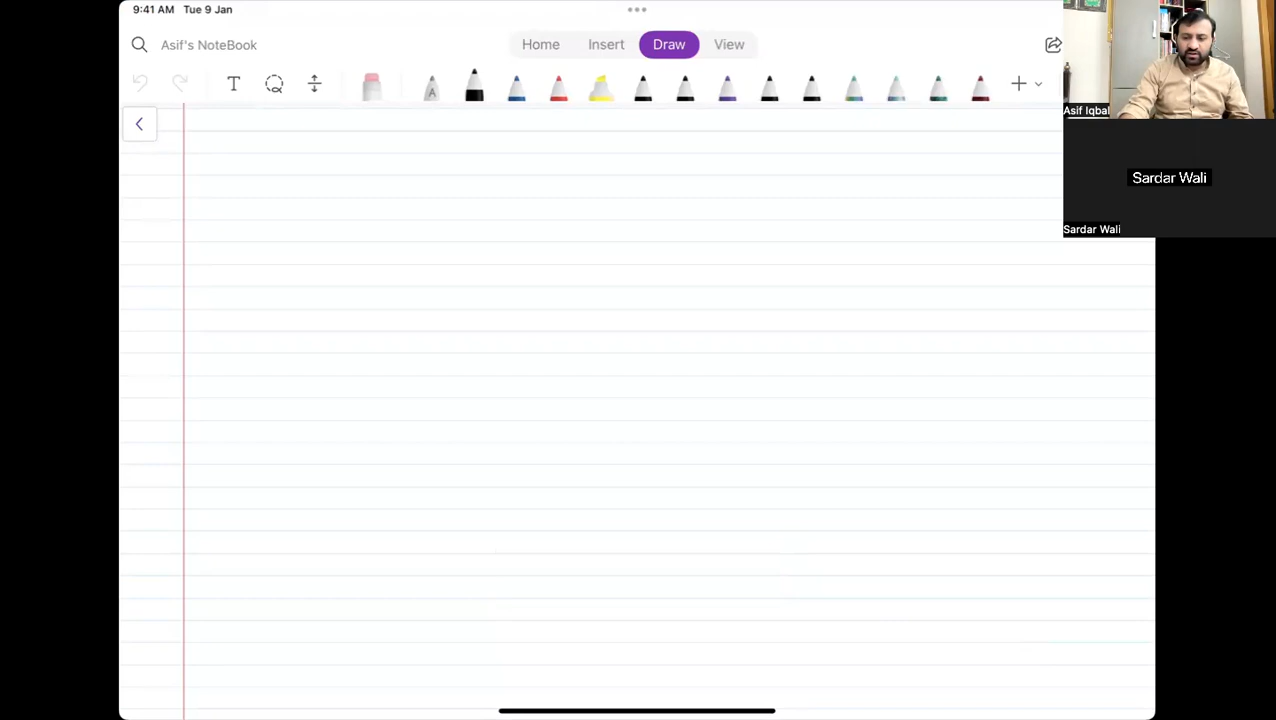 9:41 AM Tue 9 Jan
Asif's NoteBook
Home Insert Draw View
T
A
Asif Iqbal
Sardar Wali
Sardar Wali